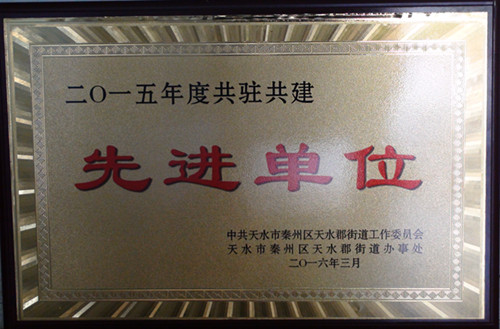 二〇一五年度共驻共建
先进单位
中共天水市秦州区天水郡街道工作委员会
天水市秦州区天水郡街道办事处
二〇一六年三月